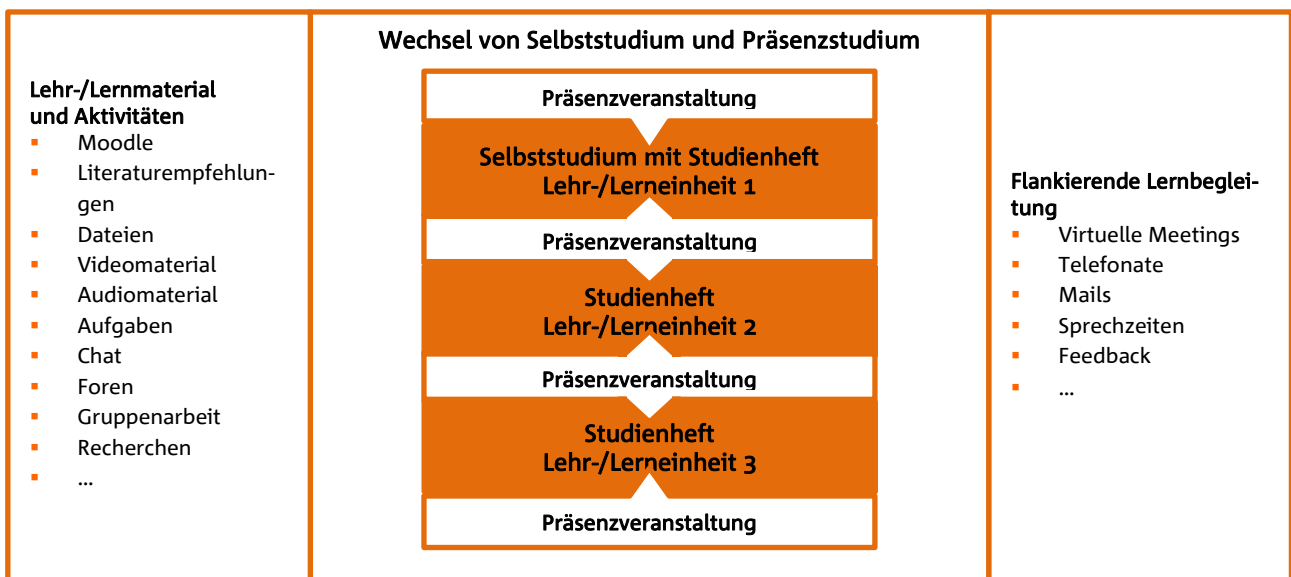 Lehr-/Lernmaterial
und Aktivitäten
▪ Moodle
▪ Literaturempfehlun-
gen
▪ Dateien
▪ Videomaterial
▪ Audiomaterial
▪ Aufgaben
▪ Chat
▪ Foren
▪ Gruppenarbeit
▪ Recherchen
▪ ...
Wechsel von Selbststudium und Präsenzstudium
Präsenzveranstaltung
Selbststudium mit Studienheft
Lehr-/Lerneinheit 1
Präsenzveranstaltung
Studienheft
Lehr-/Lerneinheit 2
Präsenzveranstaltung
Studienheft
Lehr-/Lerneinheit 3
Präsenzveranstaltung
Flankierende Lernbeglei-
tung
▪ Virtuelle Meetings
▪ Telefonate
▪ Mails
▪ Sprechzeiten
▪ Feedback
▪ ...